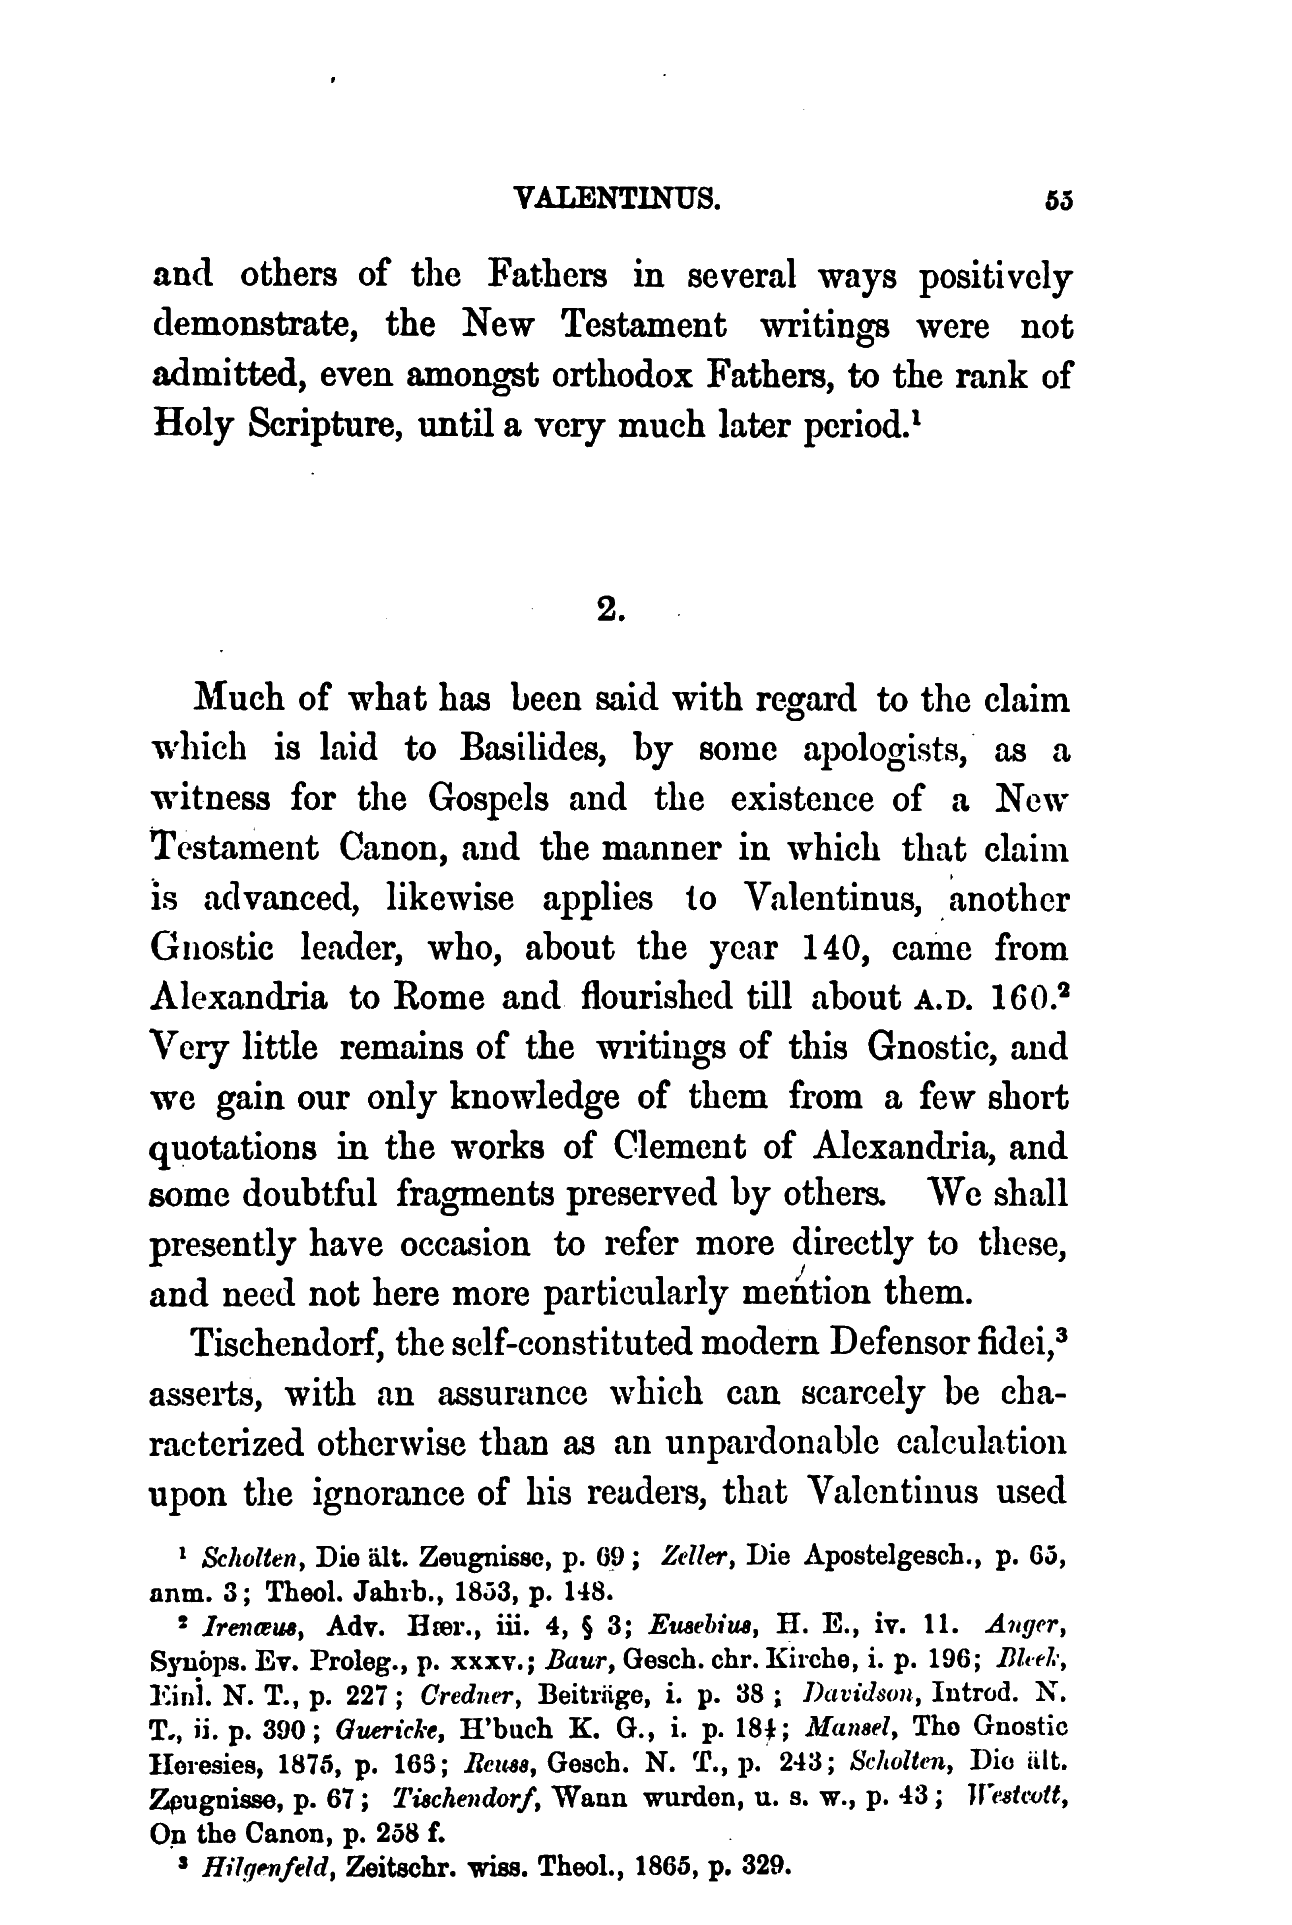 VALENTINUS. 55
and others of the Fathers in several ways positively
demonstrate, the New Testament writings were not
admitted, even amongst orthodox Fathers, to the rank of
Holy Scripture, until a very much later period.¹
2.
Much of what has been said with regard to the claim
which is laid to Basilides, by some apologists, as a
witness for the Gospels and the existence of a New
Testament Canon, and the manner in which that claim
is advanced, likewise applies to Valentinus, another
Gnostic leader, who, about the year 140, came from
Alexandria to Rome and flourished till about A.D. 160.²
Very little remains of the writings of this Gnostic, and
we gain our only knowledge of them from a few short
quotations in the works of Clement of Alexandria, and
some doubtful fragments preserved by others. We shall
presently have occasion to refer more directly to these,
and need not here more particularly mention them.
Tischendorf, the self-constituted modern Defensor fidei,³
asserts, with an assurance which can scarcely be cha-
racterized otherwise than as an unpardonable calculation
upon the ignorance of his readers, that Valentinus used
¹ Scholten, Die ält. Zeugnisse, p. 69; Zeller, Die Apostelgesch., p. 65,
anm. 3; Theol. Jahrb., 1853, p. 148.
² Irenæus, Adv. Hær., iii. 4, § 3; Eusebius, H. E., iv. 11. Anger,
Synops. Ev. Proleg., p. xxxv.; Baur, Gesch. chr. Kirche, i. p. 196; Bleek,
Einl. N. T., p. 227; Credner, Beiträge, i. p. 38; Davidson, Introd. N.
T., ii. p. 390; Guericke, H'buch K. G., i. p. 184; Mansel, The Gnostic
Heresies, 1875, p. 166; Reuss, Gesch. N. T., p. 243; Scholten, Die ält.
Zeugnisse, p. 67; Tischendorf, Wann wurden, u. s. w., p. 43; Westcott,
On the Canon, p. 258 f.
³ Hilgenfeld, Zeitschr. wiss. Theol., 1865, p. 329.